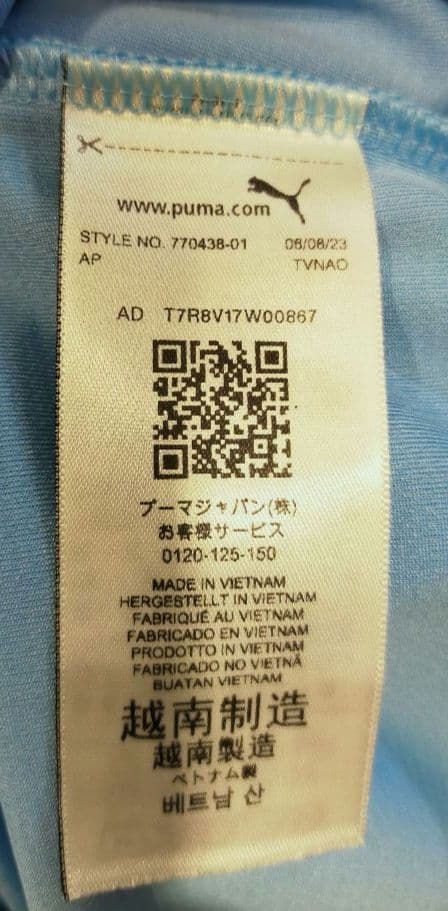 www.puma.com
STYLE NO. 770438-01 06/08/23
AP TVNAO
AD T7R8V17W00867
プーマジャパン(株)
お客様サービス
0120-125-150
MADE IN VIETNAM
HERGESTELLT IN VIETNAM
FABRIQUÉ AU VIETNAM
FABRICADO EN VIETNAM
PRODOTTO IN VIETNAM
FABRICADO NO VIETNÃ
BUATAN VIETNAM
越南制造
越南製造
ベトナム製
베트남 산